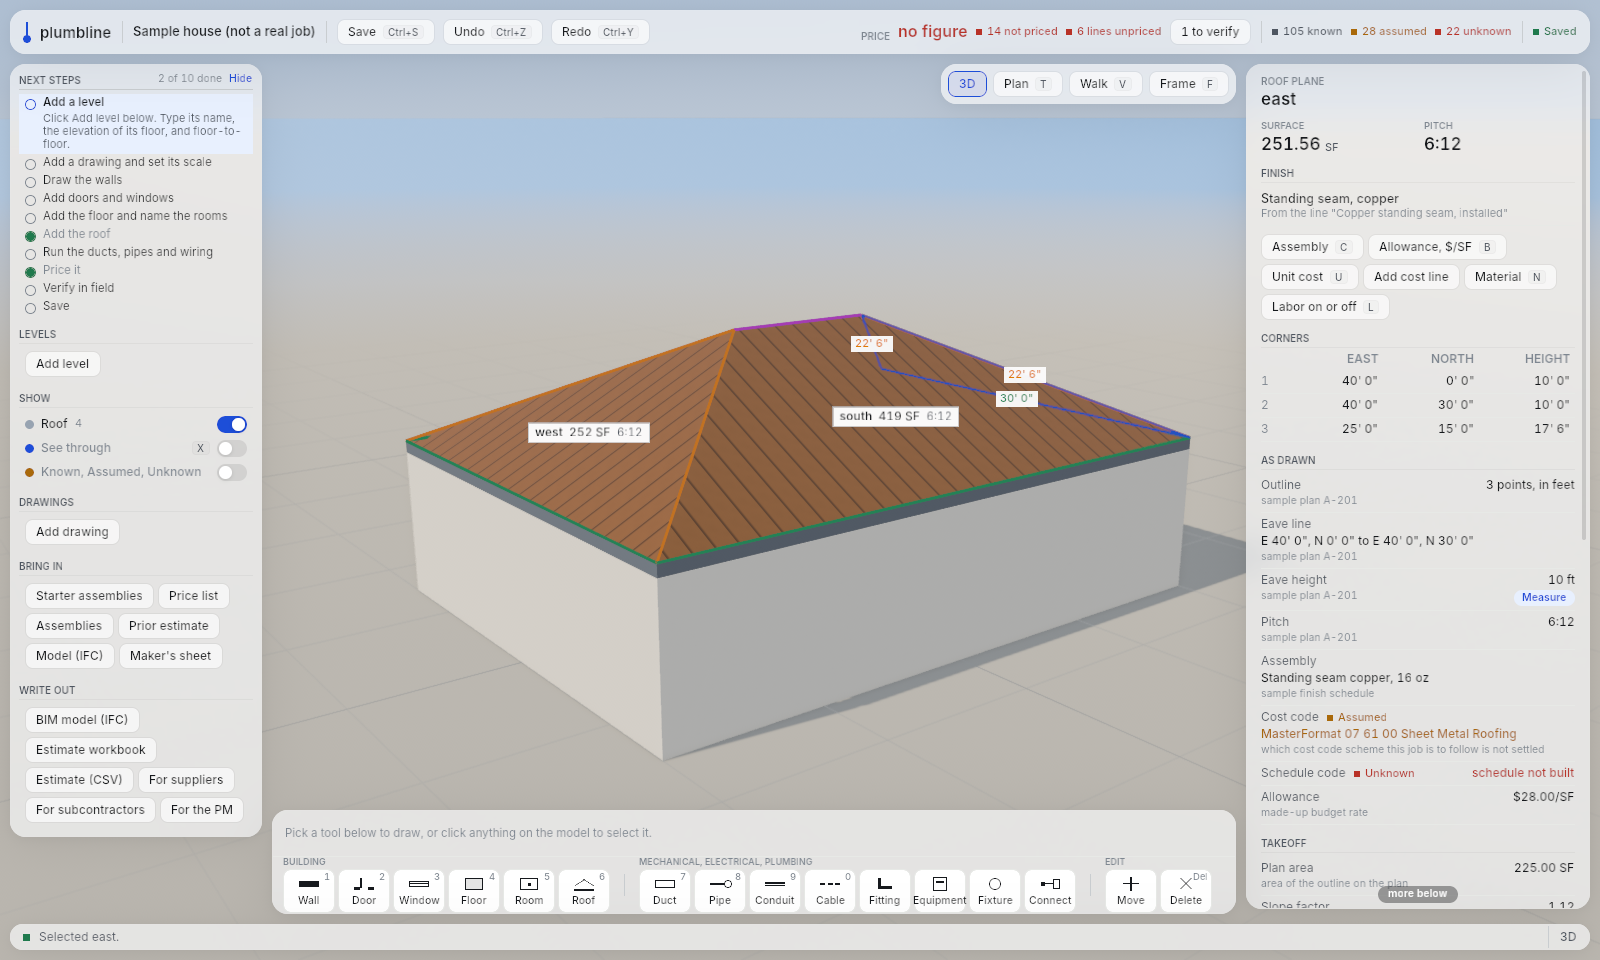 plumbline
Sample house (not a real job)
Save Ctrl+S
Undo Ctrl+Z
Redo Ctrl+Y
PRICE no figure
14 not priced
6 lines unpriced
1 to verify
105 known
28 assumed
22 unknown
Saved
NEXT STEPS
2 of 10 done Hide
Add a level
Click Add level below. Type its name,
the elevation of its floor, and floor-to-
floor.
Add a drawing and set its scale
Draw the walls
Add doors and windows
Add the floor and name the rooms
Add the roof
Run the ducts, pipes and wiring
Price it
Verify in field
Save
LEVELS
Add level
SHOW
Roof 4
See through X
Known, Assumed, Unknown
DRAWINGS
Add drawing
BRING IN
Starter assemblies Price list
Assemblies Prior estimate
Model (IFC) Maker's sheet
WRITE OUT
BIM model (IFC)
Estimate workbook
Estimate (CSV) For suppliers
For subcontractors For the PM
3D
Plan T
Walk V
Frame F
22' 6"
22' 6"
30' 0"
south 419 SF 6:12
west 252 SF 6:12
Pick a tool below to draw, or click anything on the model to select it.
BUILDING
1 Wall
2 Door
3 Window
4 Floor
5 Room
6 Roof
MECHANICAL, ELECTRICAL, PLUMBING
7 Duct
8 Pipe
9 Conduit
0 Cable
Fitting
Equipment
Fixture
Connect
EDIT
Move
Del Delete
ROOF PLANE
east
SURFACE PITCH
251.56 SF 6:12
FINISH
Standing seam, copper
From the line "Copper standing seam, installed"
Assembly C Allowance, $/SF B
Unit cost U Add cost line Material N
Labor on or off L
CORNERS
EAST NORTH HEIGHT
1 40' 0" 0' 0" 10' 0"
2 40' 0" 30' 0" 10' 0"
3 25' 0" 15' 0" 17' 6"
AS DRAWN
Outline 3 points, in feet
sample plan A-201
Eave line
E 40' 0", N 0' 0" to E 40' 0", N 30' 0"
sample plan A-201
Eave height 10 ft
sample plan A-201 Measure
Pitch 6:12
sample plan A-201
Assembly
Standing seam copper, 16 oz
sample finish schedule
Cost code Assumed
MasterFormat 07 61 00 Sheet Metal Roofing
which cost code scheme this job is to follow is not settled
Schedule code Unknown schedule not built
Allowance $28.00/SF
made-up budget rate
TAKEOFF
Plan area 225.00 SF
area of the outline on the plan
more below
Slope factor 1.12
Selected east.
3D